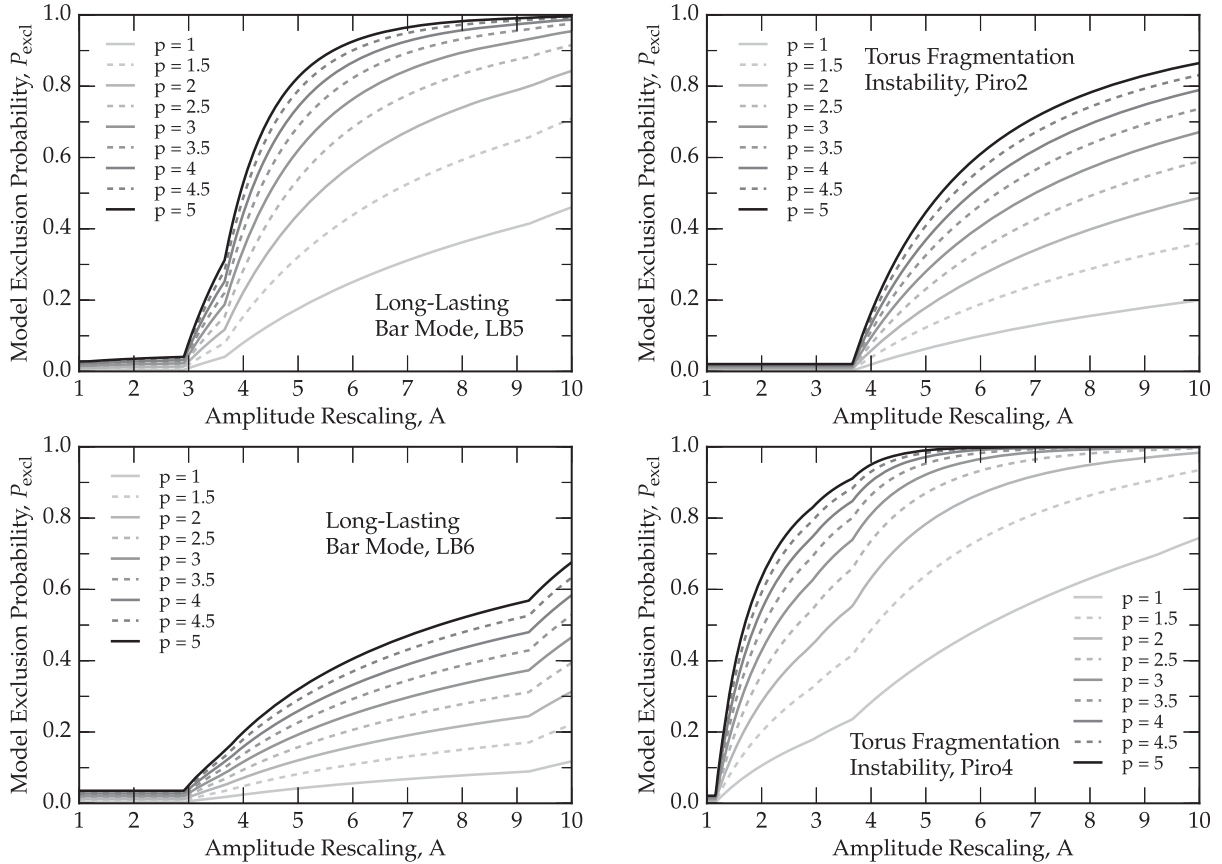 Model Exclusion Probability, P_excl
1.0
0.8
0.6
0.4
0.2
0.0
p = 1
p = 1.5
p = 2
p = 2.5
p = 3
p = 3.5
p = 4
p = 4.5
p = 5
Long-Lasting
Bar Mode, LB5
1 2 3 4 5 6 7 8 9 10
Amplitude Rescaling, A
Model Exclusion Probability, P_excl
1.0
0.8
0.6
0.4
0.2
0.0
p = 1
p = 1.5
p = 2
p = 2.5
p = 3
p = 3.5
p = 4
p = 4.5
p = 5
Torus Fragmentation
Instability, Piro2
1 2 3 4 5 6 7 8 9 10
Amplitude Rescaling, A
Model Exclusion Probability, P_excl
1.0
0.8
0.6
0.4
0.2
0.0
p = 1
p = 1.5
p = 2
p = 2.5
p = 3
p = 3.5
p = 4
p = 4.5
p = 5
Long-Lasting
Bar Mode, LB6
1 2 3 4 5 6 7 8 9 10
Amplitude Rescaling, A
Model Exclusion Probability, P_excl
1.0
0.8
0.6
0.4
0.2
0.0
p = 1
p = 1.5
p = 2
p = 2.5
p = 3
p = 3.5
p = 4
p = 4.5
p = 5
Torus Fragmentation
Instability, Piro4
1 2 3 4 5 6 7 8 9 10
Amplitude Rescaling, A